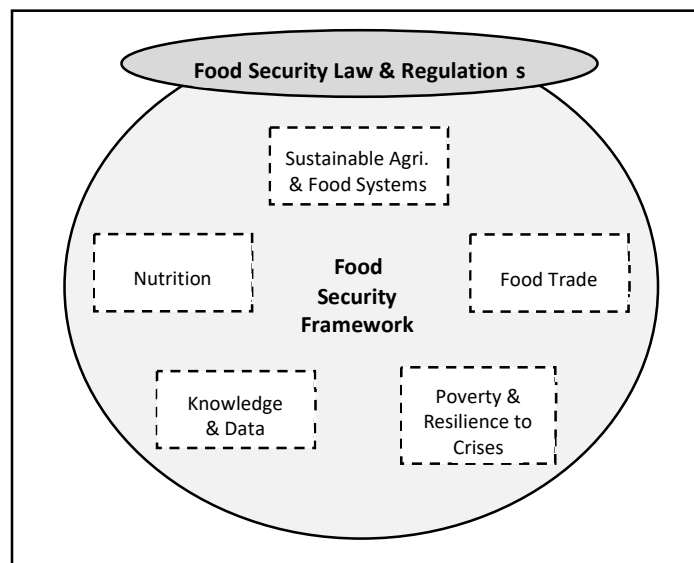 Food Security Law & Regulation s
Sustainable Agri.
& Food Systems
Nutrition
Food
Security
Framework
Food Trade
Knowledge
& Data
Poverty &
Resilience to
Crises